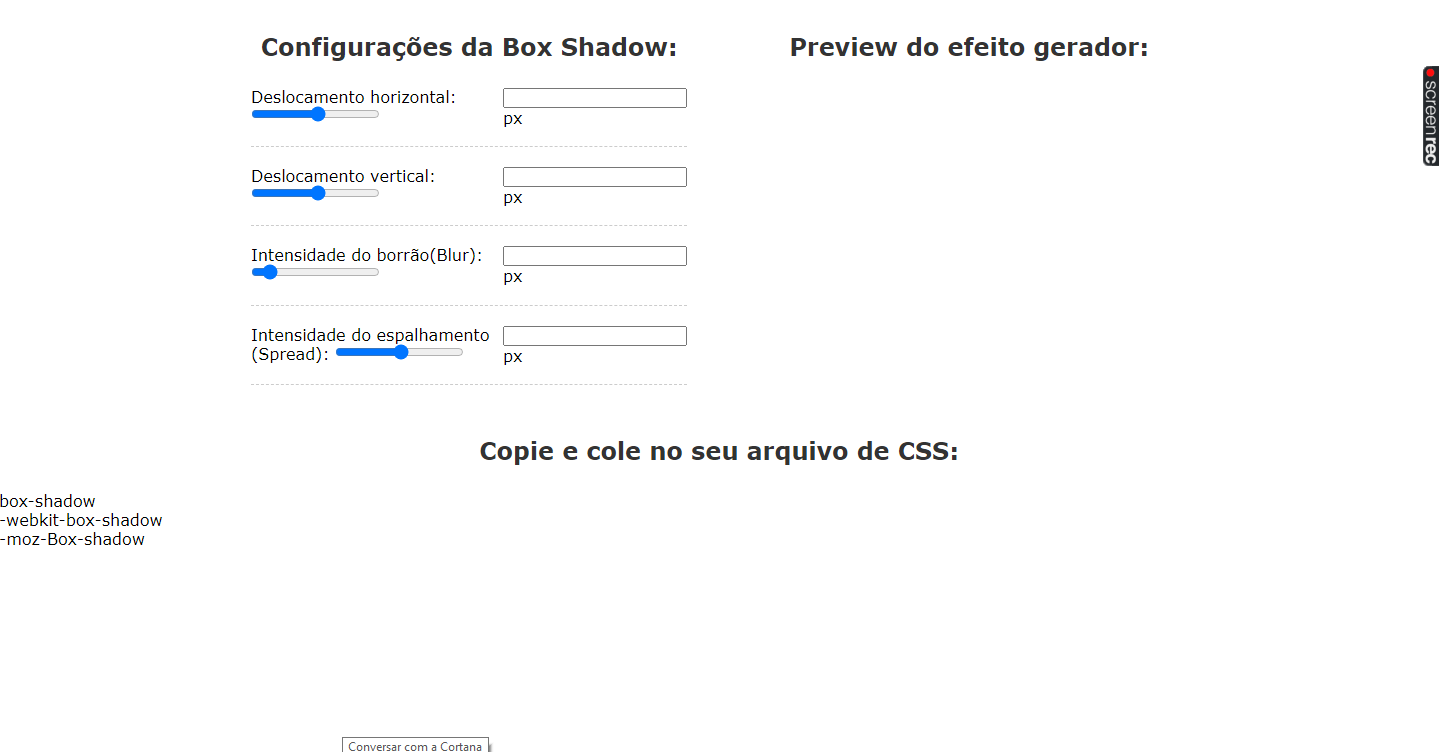 Configurações da Box Shadow:
Preview do efeito gerador:
Deslocamento horizontal:
px
Deslocamento vertical:
px
Intensidade do borrão(Blur):
px
Intensidade do espalhamento
(Spread):
px
Copie e cole no seu arquivo de CSS:
box-shadow
-webkit-box-shadow
-moz-Box-shadow
screenrec
Conversar com a Cortana